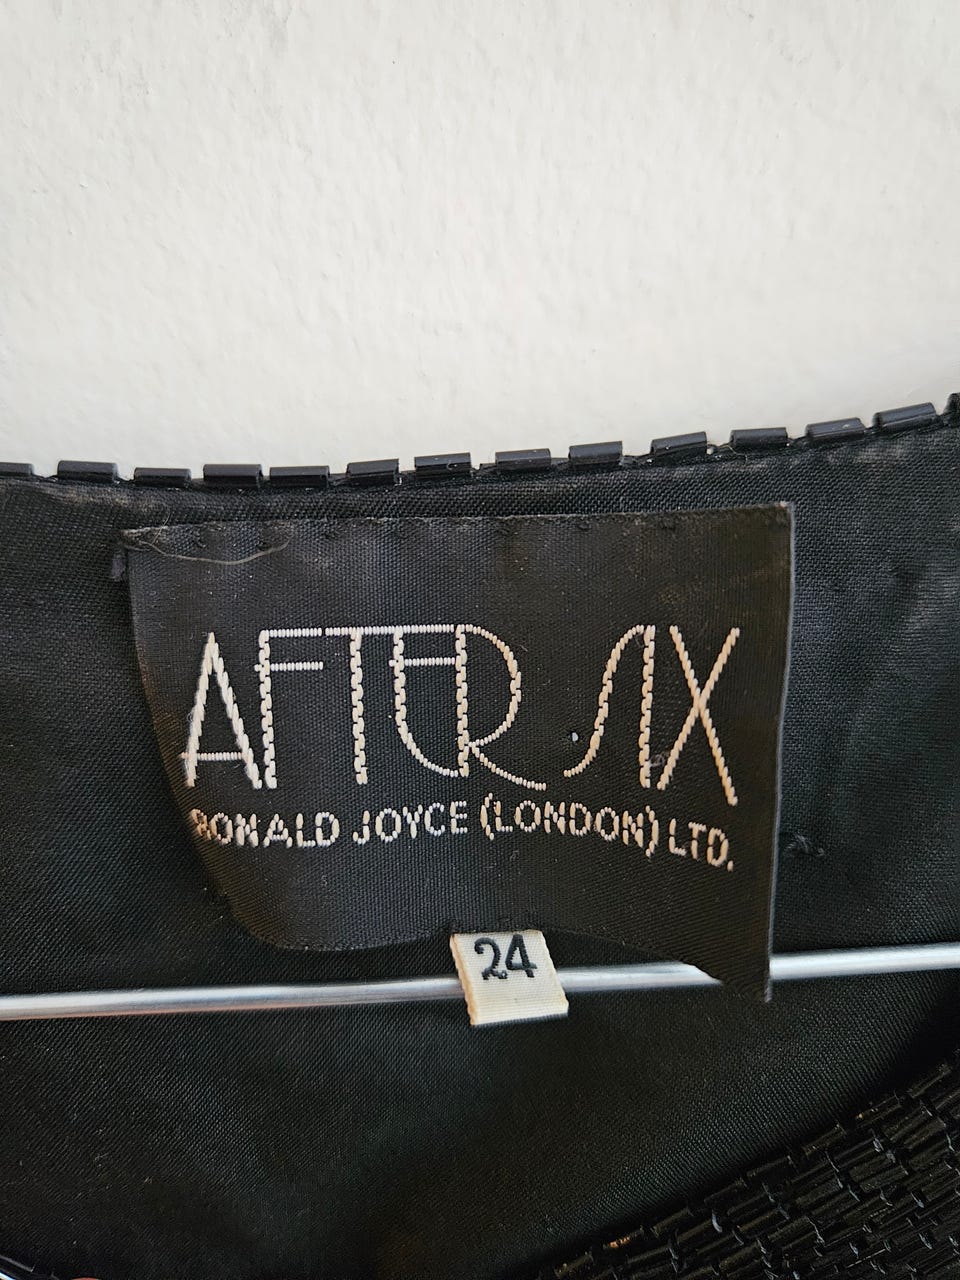 AFTER SIX
RONALD JOYCE (LONDON) LTD.
24